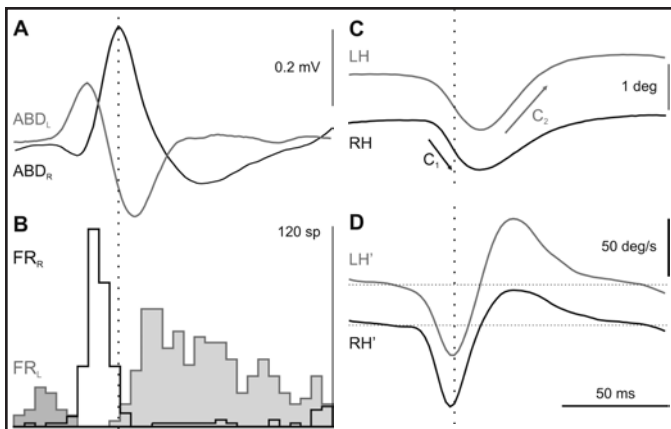 A
0.2 mV
ABD_L
ABD_R
B
120 sp
FR_R
FR_L
C
LH
1 deg
C_2
RH
C_1
D
50 deg/s
LH'
RH'
50 ms